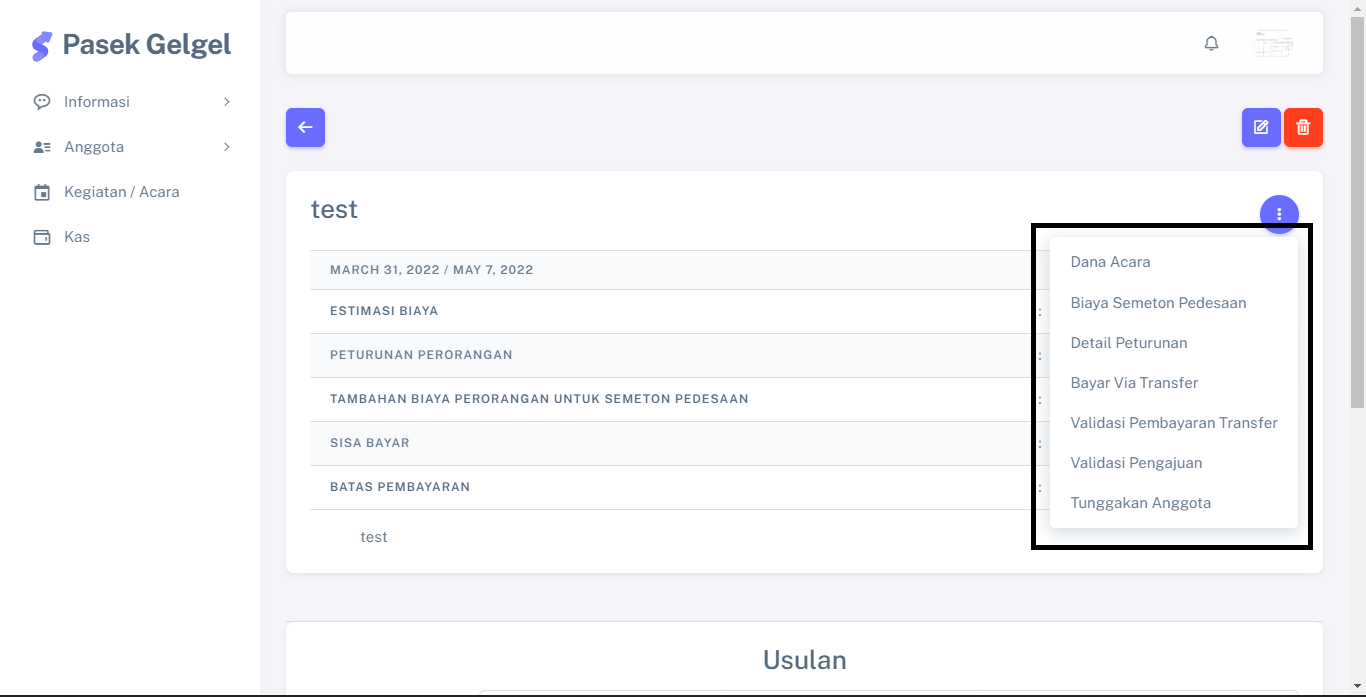 Pasek Gelgel
Informasi
Anggota
Kegiatan / Acara
Kas
test
MARCH 31, 2022 / MAY 7, 2022
ESTIMASI BIAYA :
PETURUNAN PERORANGAN :
TAMBAHAN BIAYA PERORANGAN UNTUK SEMETON PEDESAAN :
SISA BAYAR :
BATAS PEMBAYARAN :
test
Dana Acara
Biaya Semeton Pedesaan
Detail Peturunan
Bayar Via Transfer
Validasi Pembayaran Transfer
Validasi Pengajuan
Tunggakan Anggota
Usulan